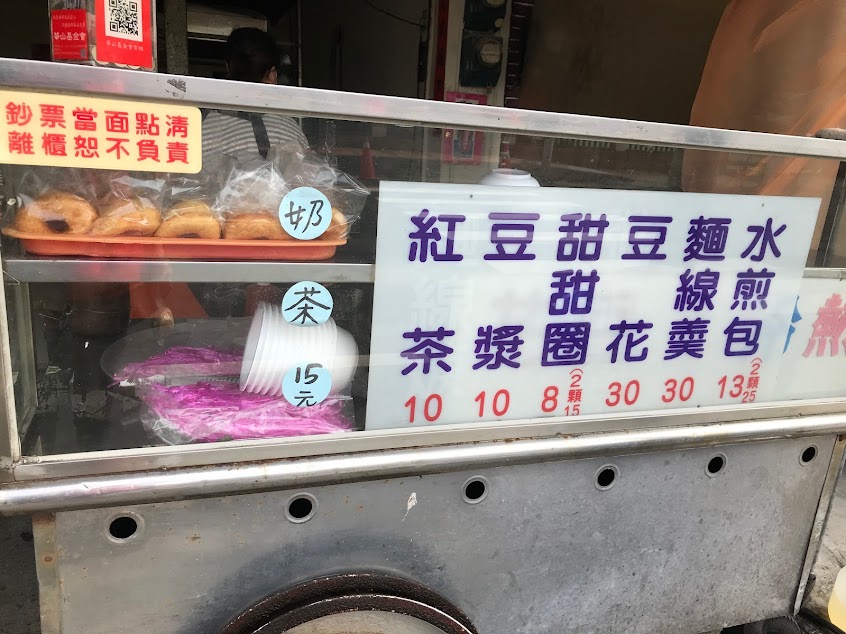 鈔票當面點清
離櫃恕不負責
奶
茶
15
元
水煎包 13(2顆25)
麵線羹 30
豆花 30
甜甜圈 8(2顆15)
豆漿 10
紅茶 10